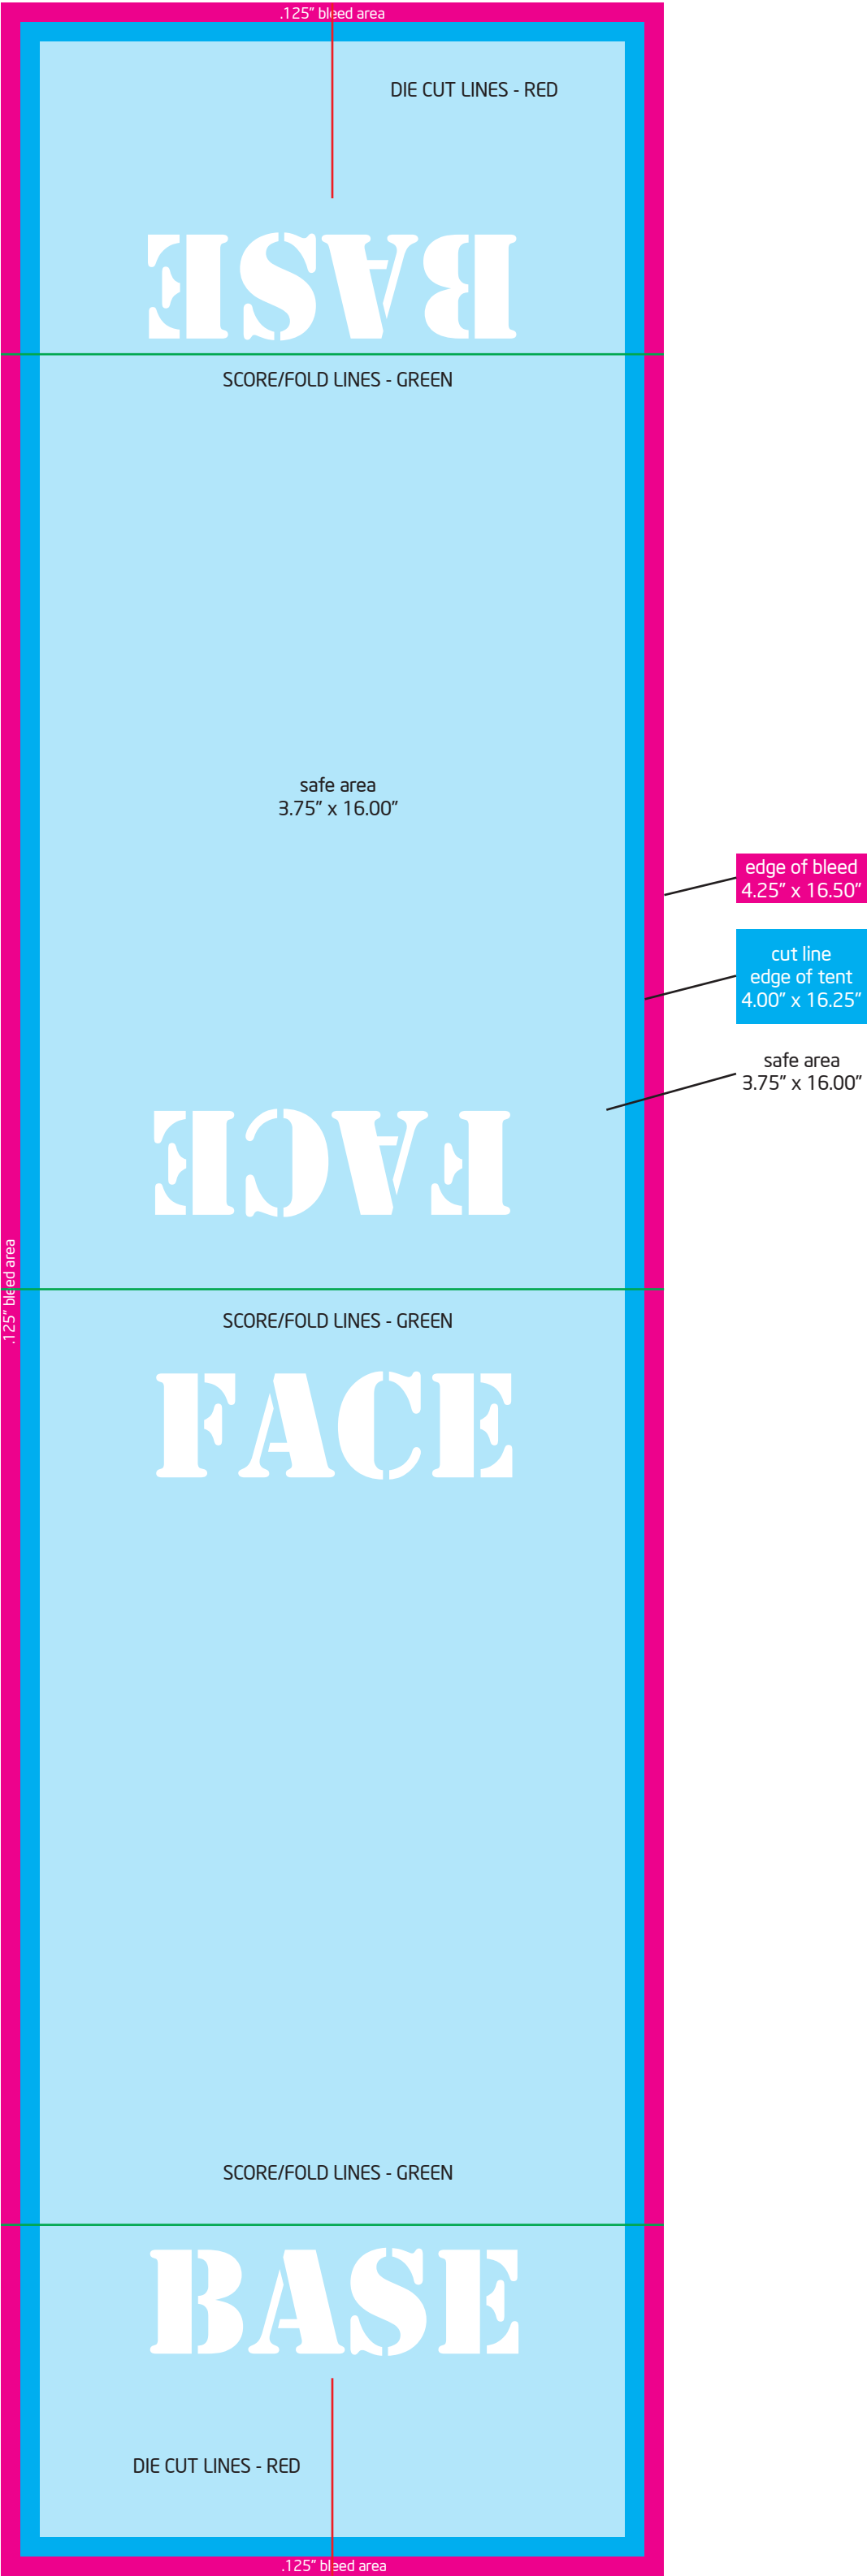 .125” bleed area
DIE CUT LINES - RED
BASE
SCORE/FOLD LINES - GREEN
safe area
3.75” x 16.00”
edge of bleed
4.25” x 16.50”
cut line
edge of tent
4.00” x 16.25”
safe area
3.75” x 16.00”
FACE
.125” bleed area
SCORE/FOLD LINES - GREEN
FACE
SCORE/FOLD LINES - GREEN
BASE
DIE CUT LINES - RED
.125” bleed area